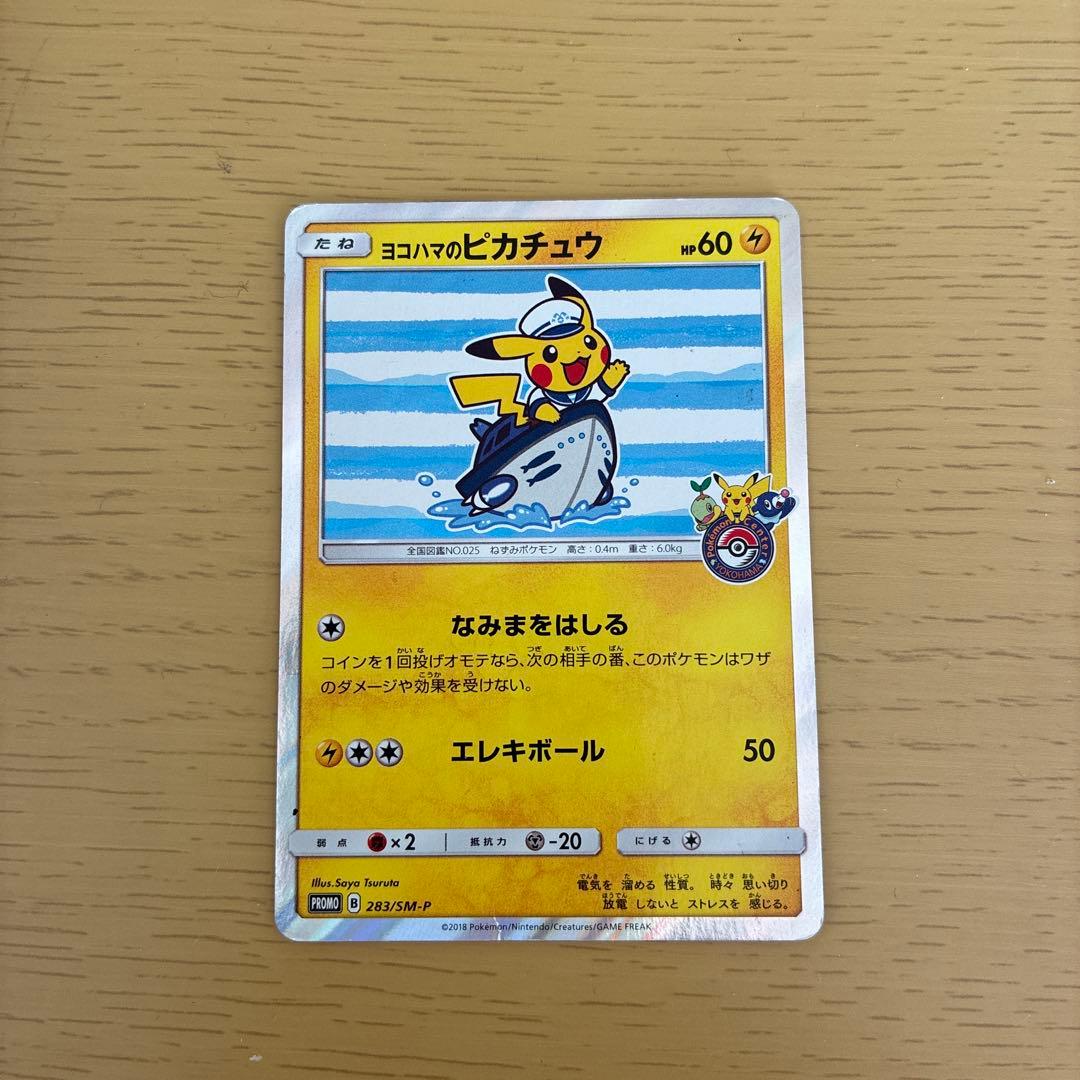 たね ヨコハマのピカチュウ HP60
全国図鑑NO.025 ねずみポケモン 高さ:0.4m 重さ:6.0kg
Pokémon Center
YOKOHAMA
なみまをはしる
コインを1回投げオモテなら、次の相手の番、このポケモンはワザ
のダメージや効果を受けない。
エレキボール 50
弱点 ×2 抵抗力 -20 にげる
Illus.Saya Tsuruta
電気を 溜める 性質。 時々 思い切り
放電 しないと ストレスを 感じる。
PROMO B 283/SM-P
©2018 Pokémon/Nintendo/Creatures/GAME FREAK